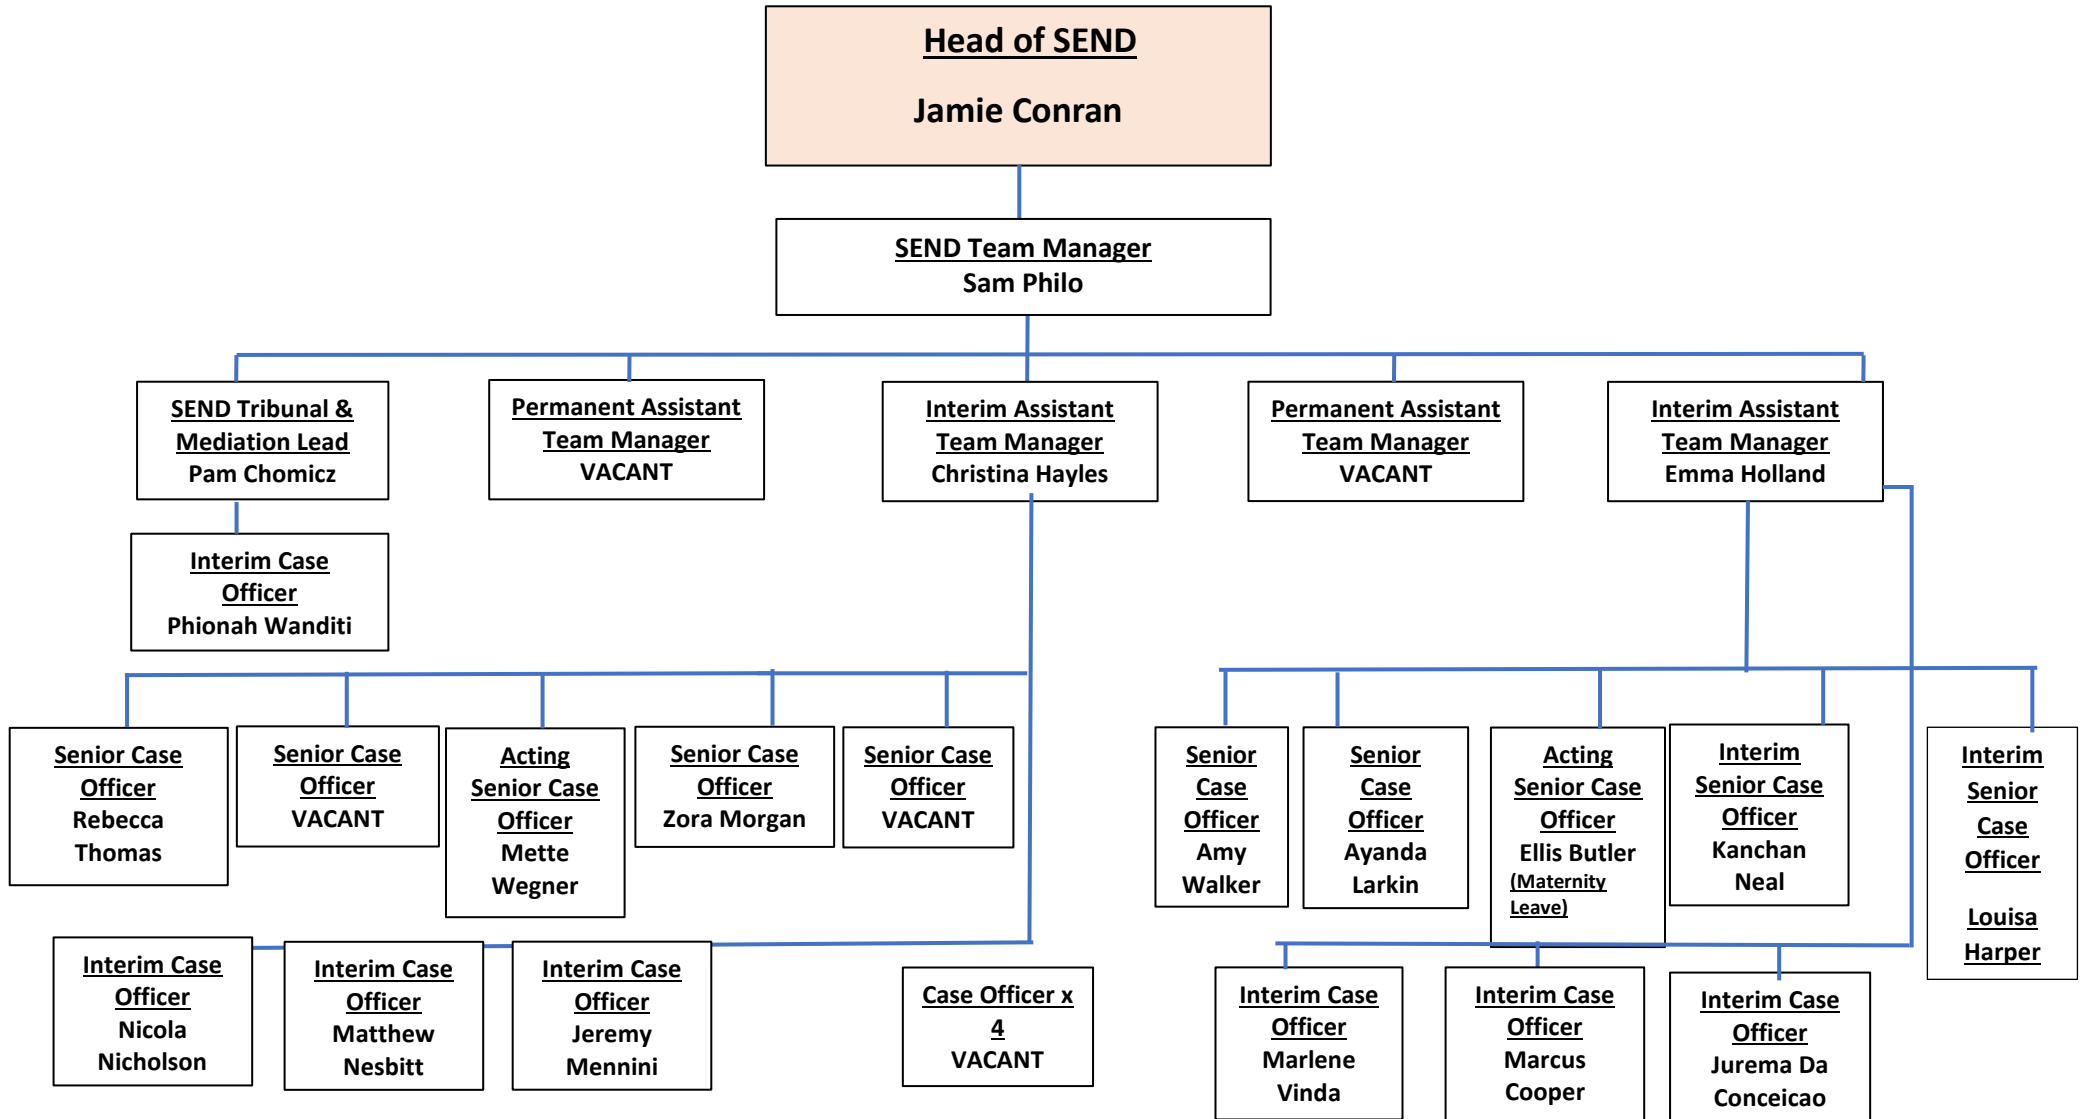 Head of SEND
Jamie Conran
SEND Team Manager
Sam Philo
SEND Tribunal &
Mediation Lead
Pam Chomicz
Permanent Assistant
Team Manager
VACANT
Interim Assistant
Team Manager
Christina Hayles
Permanent Assistant
Team Manager
VACANT
Interim Assistant
Team Manager
Emma Holland
Interim Case
Officer
Phionah Wanditi
Senior Case
Officer
Rebecca
Thomas
Senior Case
Officer
VACANT
Acting
Senior Case
Officer
Mette
Wegner
Senior Case
Officer
Zora Morgan
Senior Case
Officer
VACANT
Senior
Case
Officer
Amy
Walker
Senior
Case
Officer
Ayanda
Larkin
Acting
Senior Case
Officer
Ellis Butler
(Maternity
Leave)
Interim
Senior Case
Officer
Kanchan
Neal
Interim
Senior
Case
Officer
Louisa
Harper
Interim Case
Officer
Nicola
Nicholson
Interim Case
Officer
Matthew
Nesbitt
Interim Case
Officer
Jeremy
Mennini
Case Officer x
4
VACANT
Interim Case
Officer
Marlene
Vinda
Interim Case
Officer
Marcus
Cooper
Interim Case
Officer
Jurema Da
Conceicao